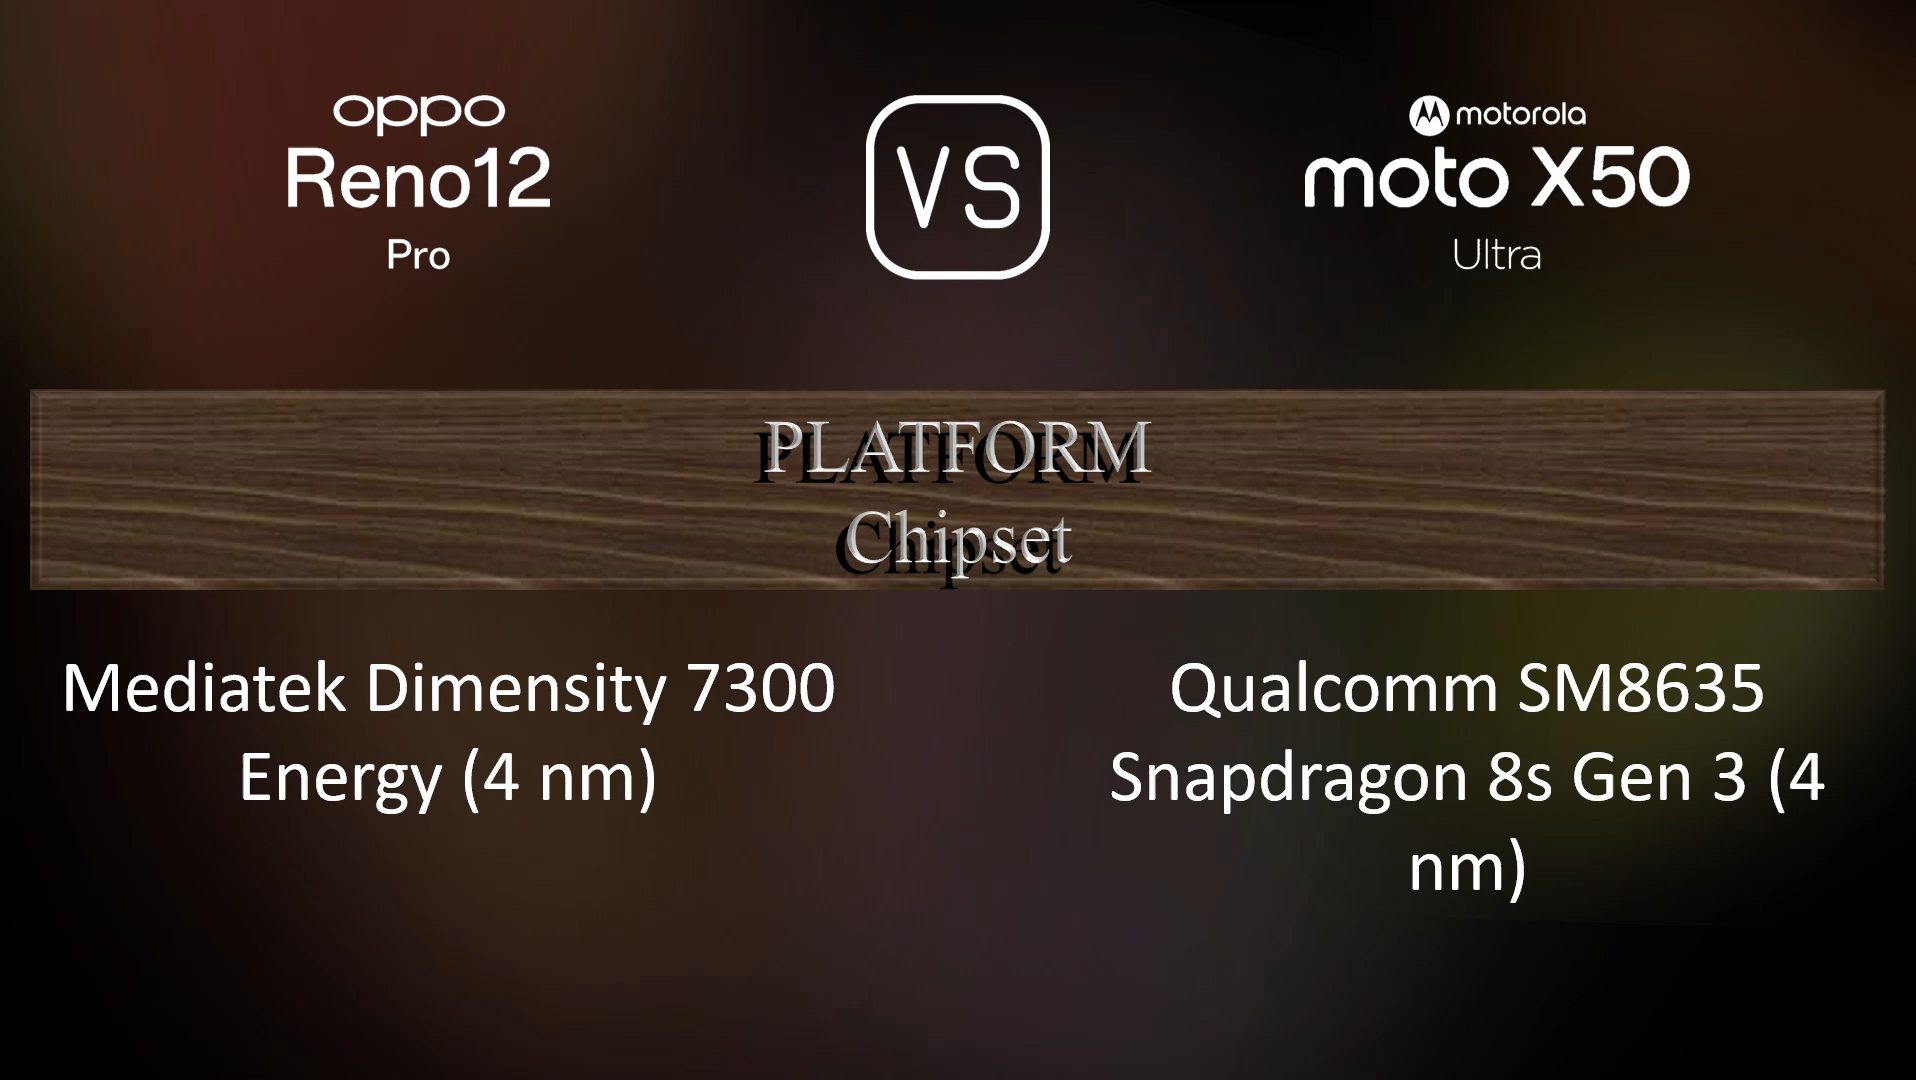 oppo
Reno12
Pro
VS
motorola
moto X50
Ultra
PLATFORM
Chipset
Mediatek Dimensity 7300
Energy (4 nm)
Qualcomm SM8635
Snapdragon 8s Gen 3 (4
nm)